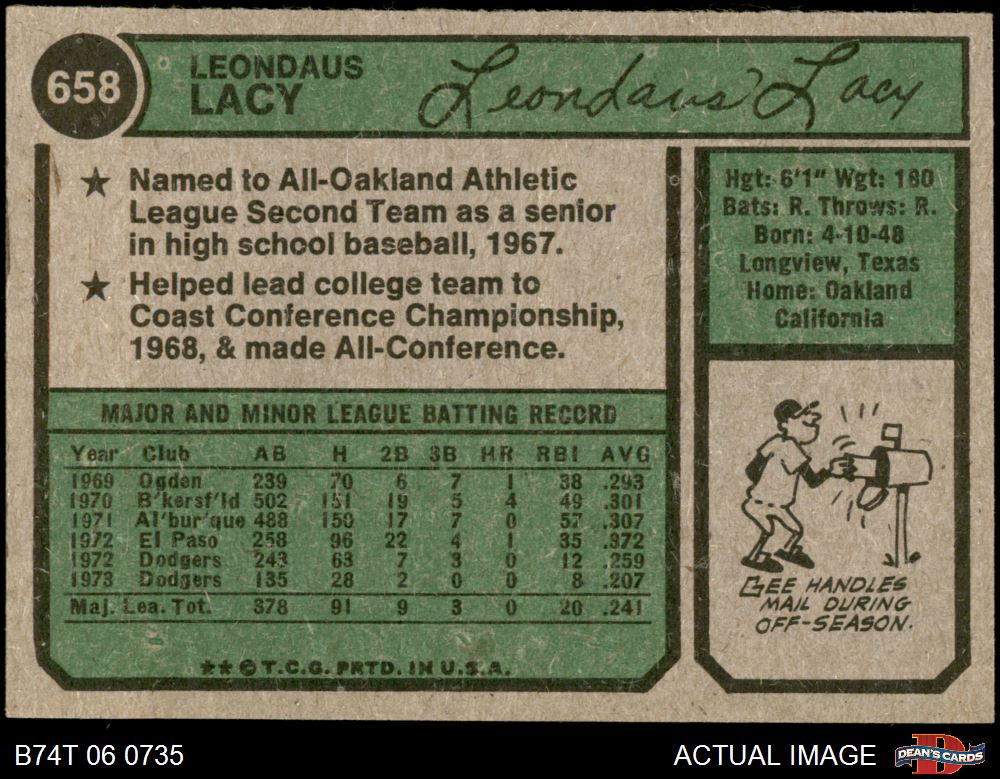 658
LEONDAUS
LACY
Leondaus Lacy
★ Named to All-Oakland Athletic
League Second Team as a senior
in high school baseball, 1967.
★ Helped lead college team to
Coast Conference Championship,
1968, & made All-Conference.
Hgt: 6'1" Wgt: 180
Bats: R. Throws: R.
Born: 4-10-48
Longview, Texas
Home: Oakland
California
MAJOR AND MINOR LEAGUE BATTING RECORD
Year Club AB H 2B 3B HR RBI AVG
1969 Ogden 239 70 6 7 1 38 .293
1970 B'kersf'ld 502 151 19 5 4 49 .301
1971 Al'bur'que 488 150 17 7 0 57 .307
1972 El Paso 258 96 22 4 1 35 .372
1972 Dodgers 243 63 7 3 0 12 .259
1973 Dodgers 135 28 2 0 0 8 .207
Maj. Lea. Tot. 378 91 9 3 0 20 .241
★★ © T.C.G. PRTD. IN U.S.A.
GEE HANDLES
MAIL DURING
OFF-SEASON.
B74T 06 0735
ACTUAL IMAGE
DEAN'S CARDS